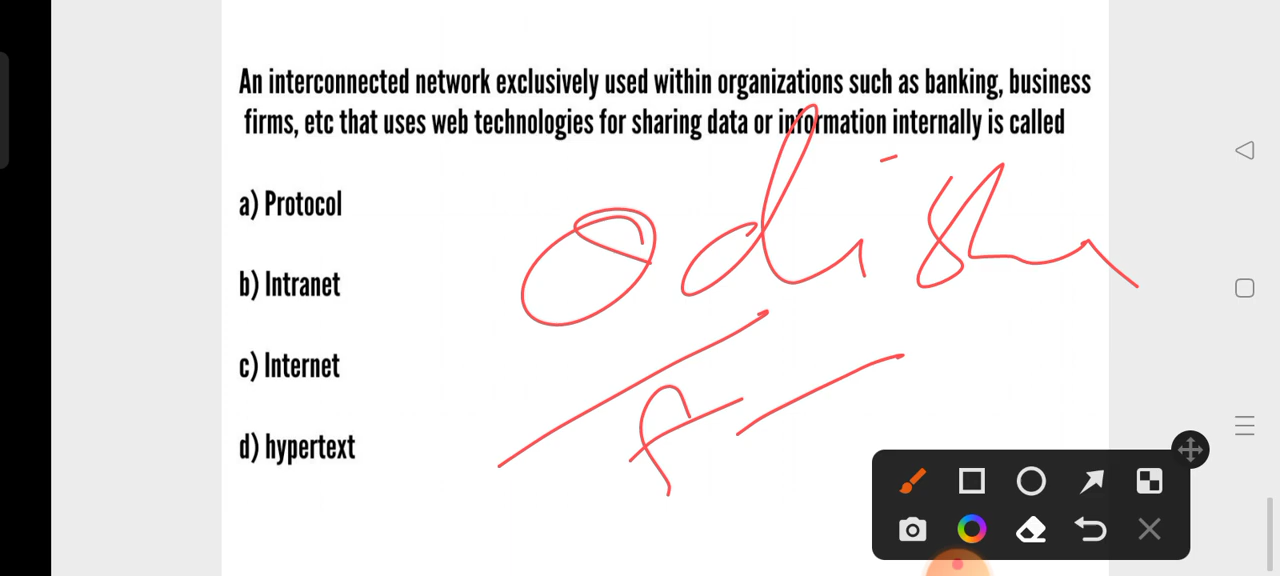 An interconnected network exclusively used within organizations such as banking, business
firms, etc that uses web technologies for sharing data or information internally is called
a) Protocol
b) Intranet
c) Internet
d) hypertext
Odisha